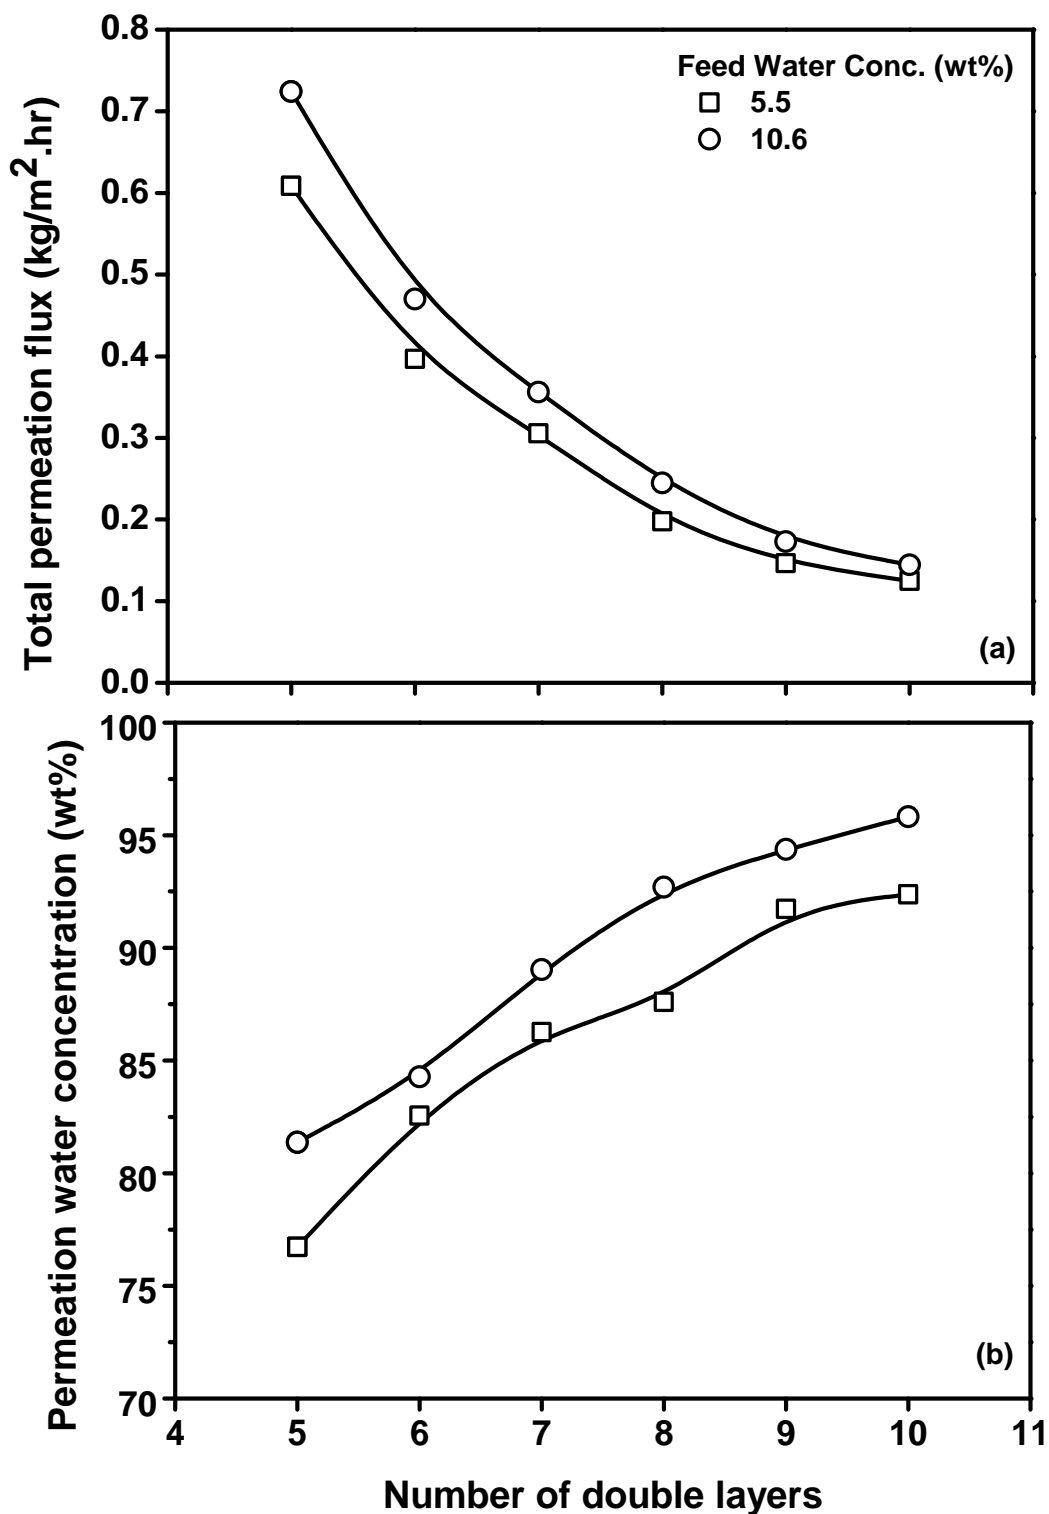 Total permeation flux (kg/m².hr)
0.8
0.7
0.6
0.5
0.4
0.3
0.2
0.1
0.0
Feed Water Conc. (wt%)
5.5
10.6
(a)
Permeation water concentration (wt%)
100
95
90
85
80
75
70
(b)
4 5 6 7 8 9 10 11
Number of double layers